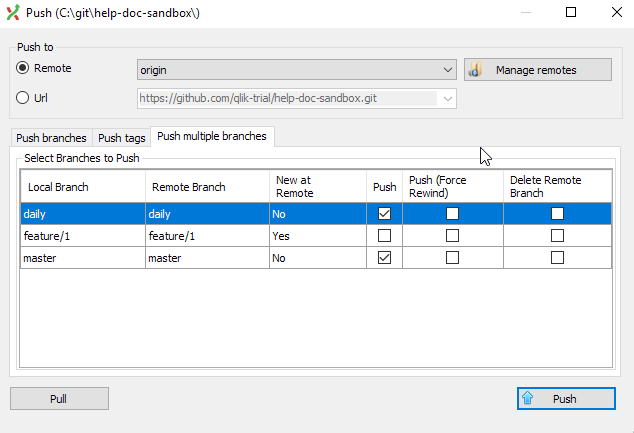 Push (C:\git\help-doc-sandbox\)
Push to
Remote
origin
Manage remotes
Url
https://github.com/qlik-trial/help-doc-sandbox.git
Push branches Push tags Push multiple branches
Select Branches to Push
Local Branch Remote Branch New at Remote Push Push (Force Rewind) Delete Remote Branch
daily daily No
feature/1 feature/1 Yes
master master No
Pull Push